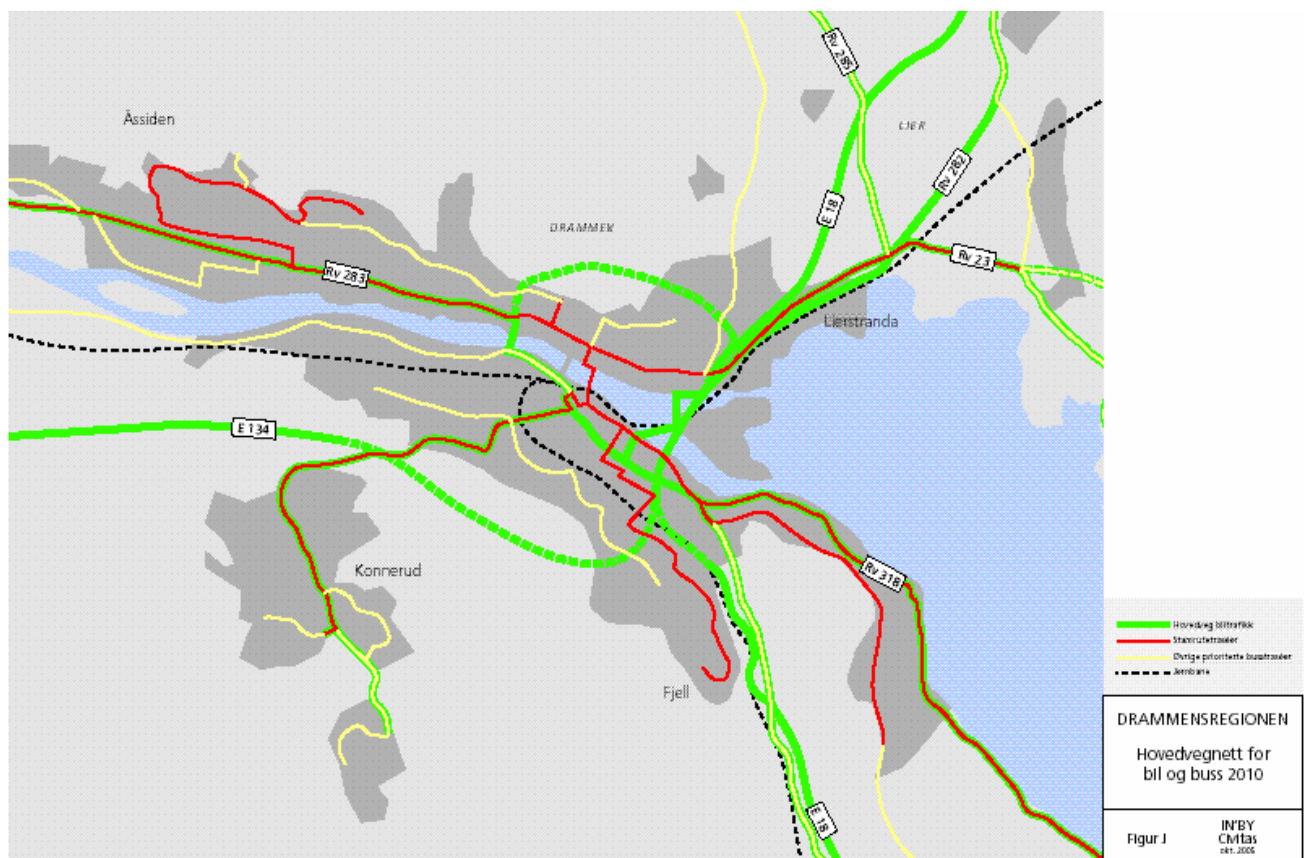 Rv 285
Åssiden
LIER
Rv 282
E 18
DRAMMEN
Rv 23
Rv 283
Lierstranda
E 134
Konnerud
Rv 318
Fjell
E 18
Hovedveg biltrafikk
Stamrutetraséer
Øvrige prioriterte busstraséer
Jernbane
DRAMMENSREGIONEN
Hovedvegnett for
bil og buss 2010
Figur J
IN'BY
Civitas
okt. 2005